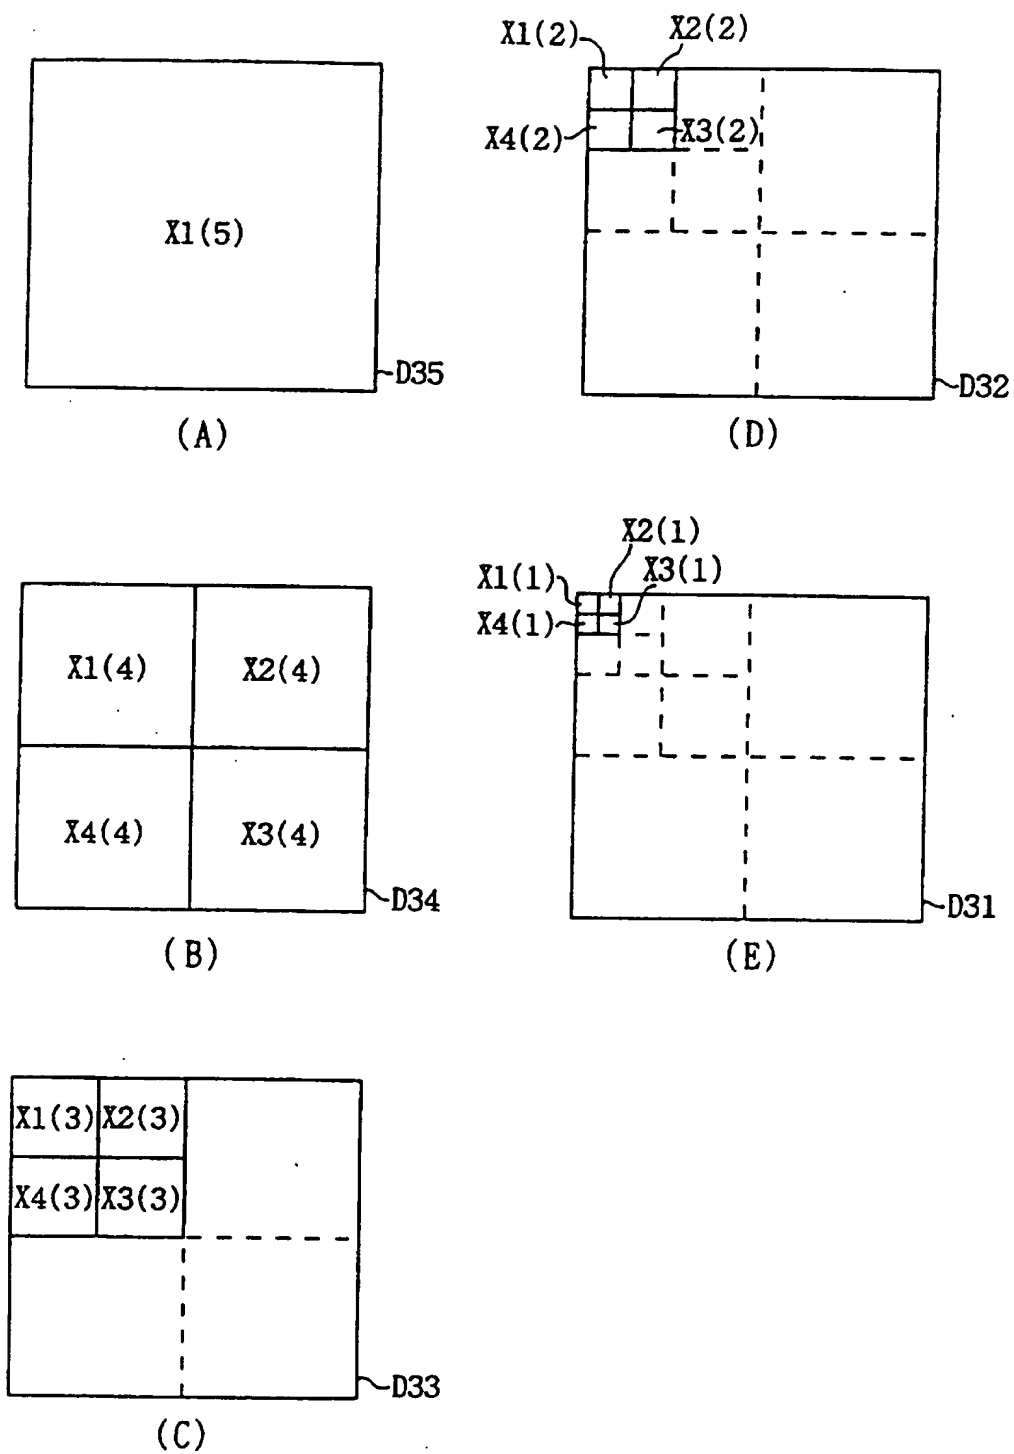 X1(5)
D35
(A)
X1(4) X2(4)
X4(4) X3(4)
D34
(B)
X1(3) X2(3)
X4(3) X3(3)
D33
(C)
X1(2) X2(2)
X4(2) X3(2)
D32
(D)
X2(1)
X1(1) X3(1)
X4(1)
D31
(E)